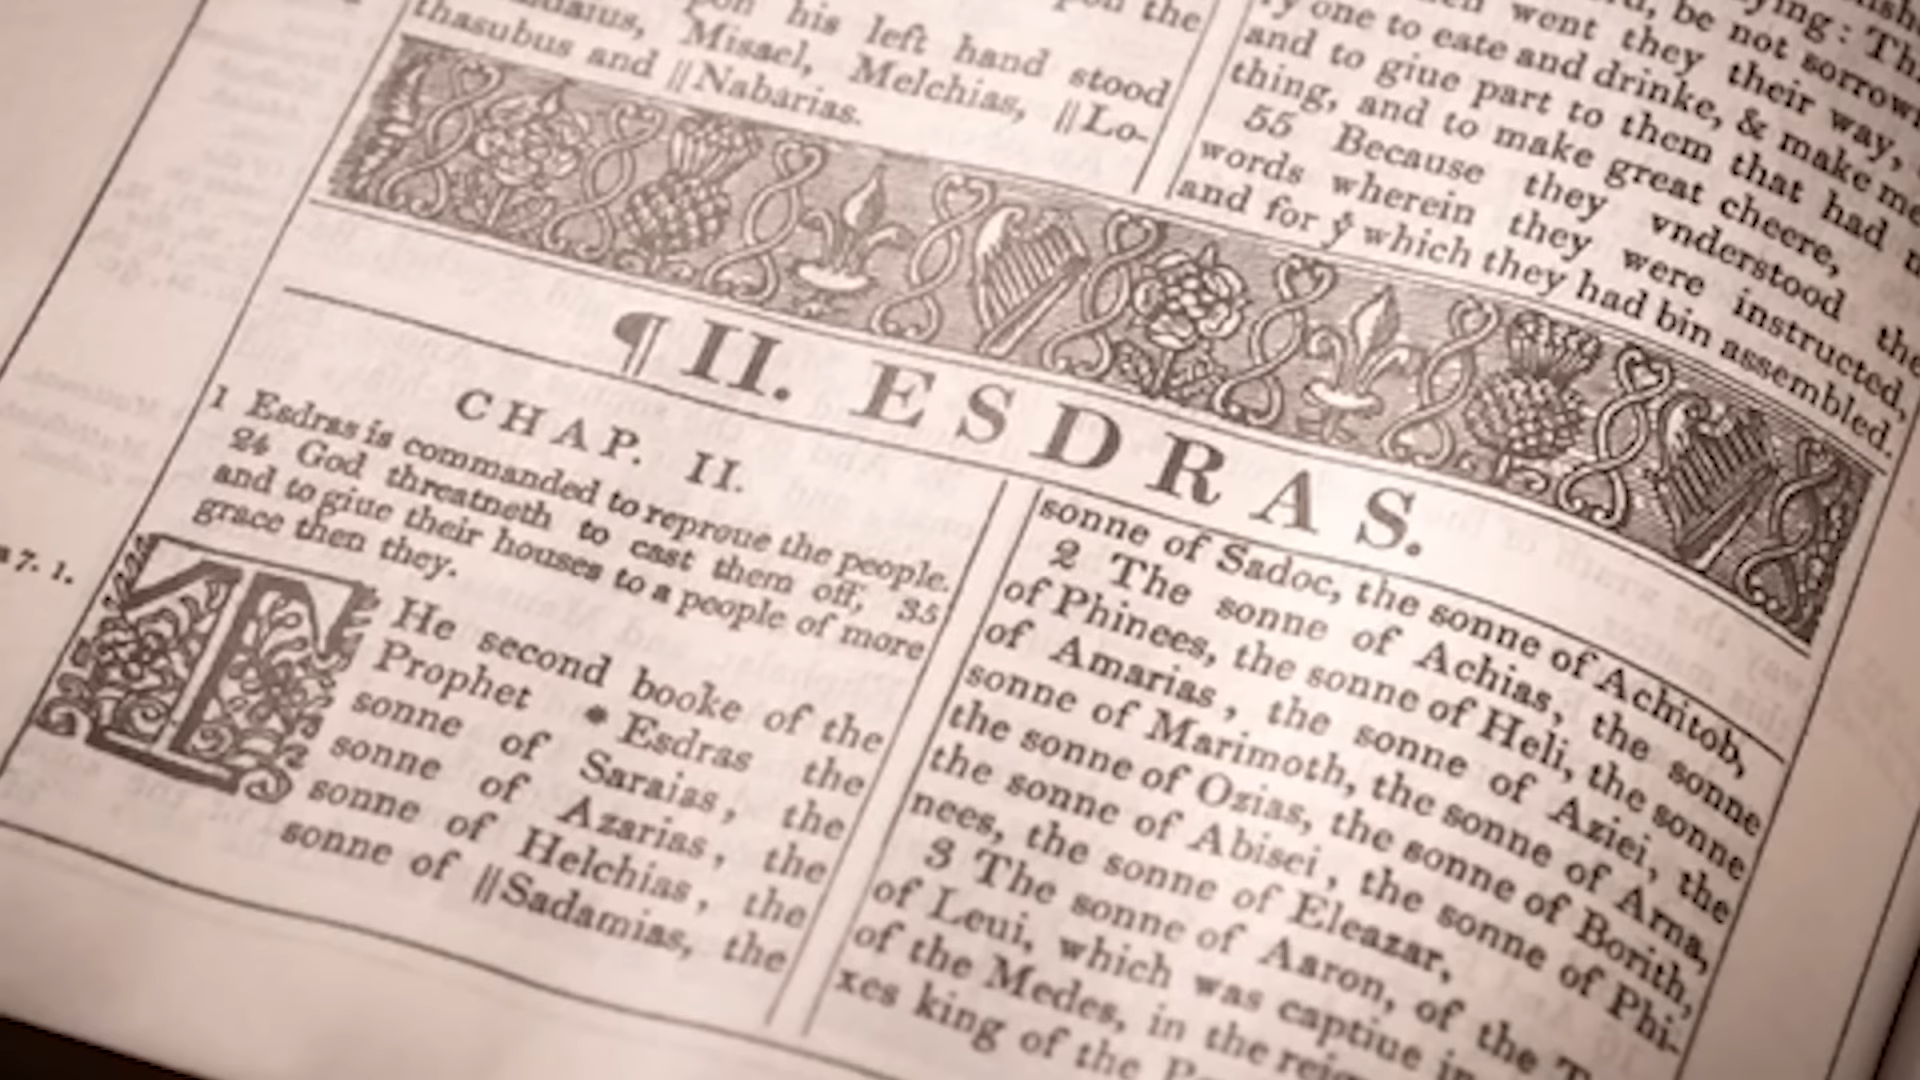 his left hand stood
Misael, Melchias, ||Lo-
thasubus and ||Nabarias.
went they their way,
one to eate and drinke, & make
and to giue part to them that had
thing, and to make great cheere,
55 Because they vnderstood the
words wherein they were instructed,
and for ẙ which they had bin assembled.
¶ II. ESDRAS.
CHAP. II.
1 Esdras is commanded to reproue the people.
24 God threatneth to cast them off, 35
and to giue their houses to a people of more
grace then they.
7. 1.
THe second booke of the
Prophet * Esdras the
sonne of Saraias, the
sonne of Azarias, the
sonne of Helchias, the
sonne of ||Sadamias, the
sonne of Sadoc, the sonne of Achitob,
2 The sonne of Achias, the sonne
of Phinees, the sonne of Heli, the sonne
of Amarias, the sonne of Aziei, the
sonne of Marimoth, the sonne of Arna,
the sonne of Ozias, the sonne of Borith,
the sonne of Abisei, the sonne of Phi-
nees, the sonne of Eleazar,
3 The sonne of Aaron, of the
of Leui, which was captiue in
of the Medes, in the
xes king of the